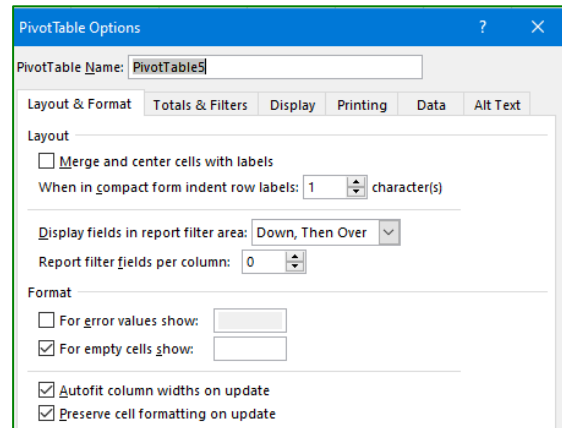 PivotTable Options ?
PivotTable Name: PivotTable5
Layout & Format Totals & Filters Display Printing Data Alt Text
Layout
Merge and center cells with labels
When in compact form indent row labels: 1 character(s)
Display fields in report filter area: Down, Then Over
Report filter fields per column: 0
Format
For error values show:
For empty cells show:
Autofit column widths on update
Preserve cell formatting on update